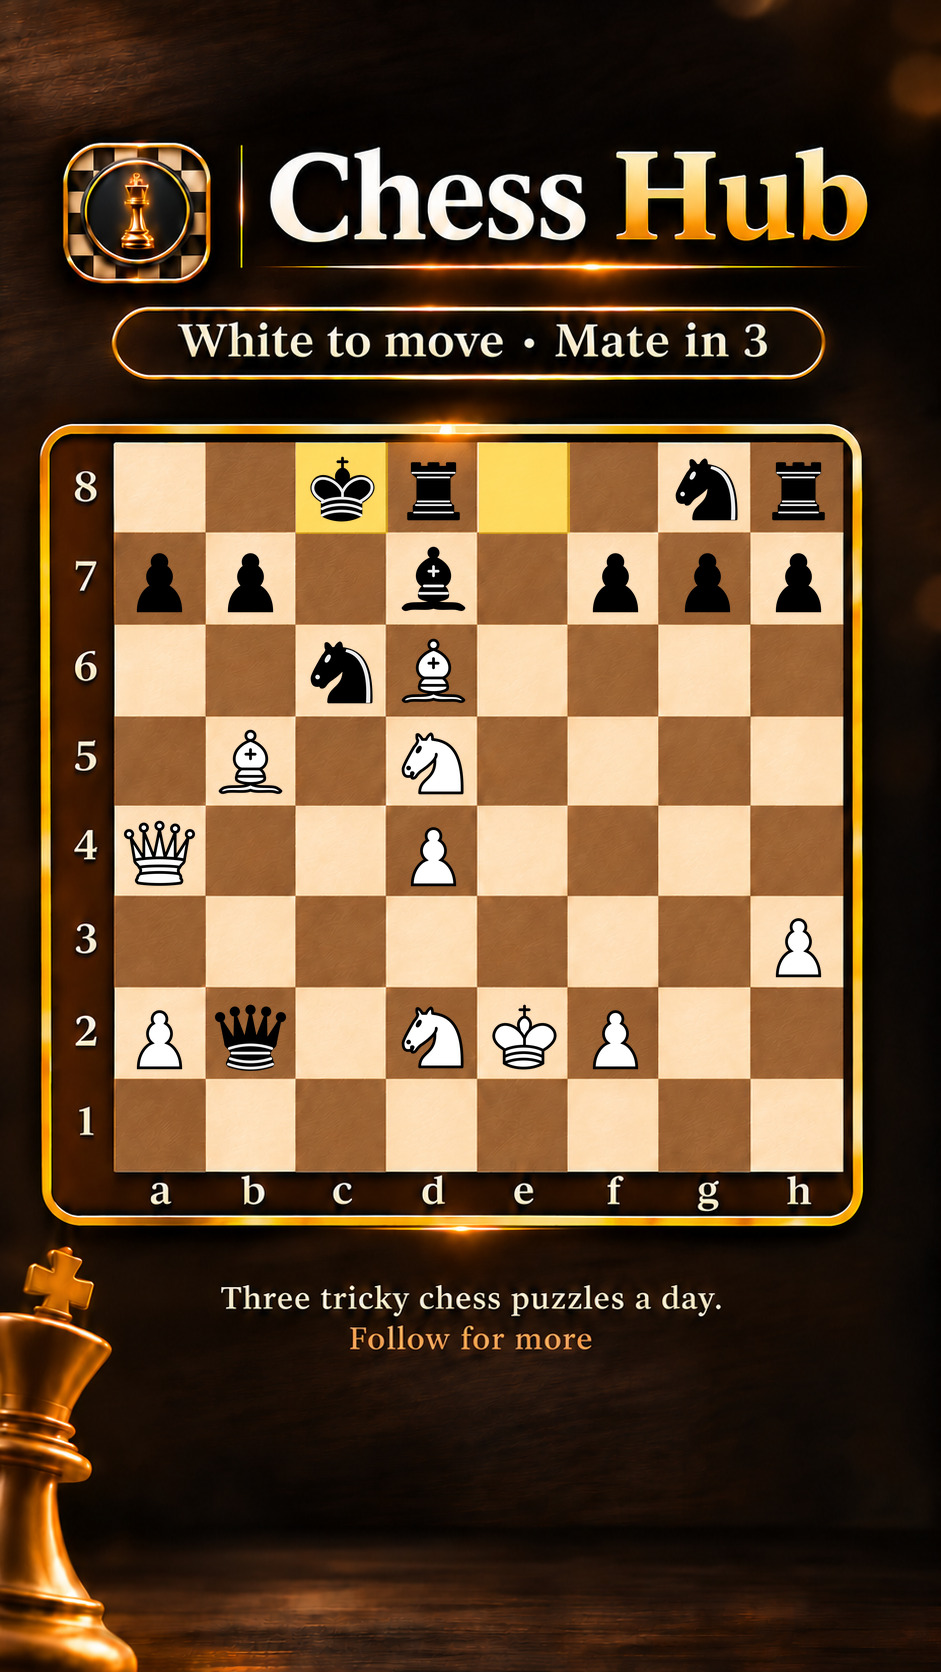 Chess Hub
White to move • Mate in 3
8
7
6
5
4
3
2
1
a b c d e f g h
Three tricky chess puzzles a day.
Follow for more